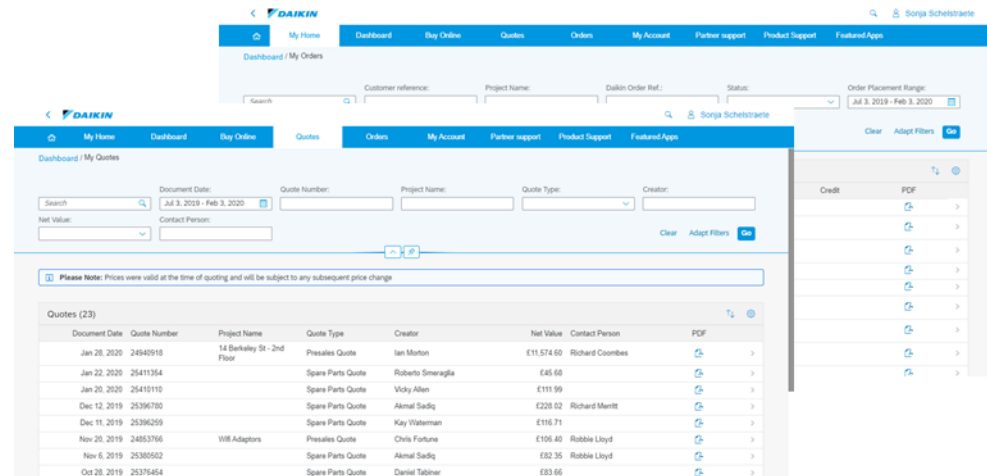 DAIKIN
Sonja Schelstraete
My Home Dashboard Buy Online Quotes Orders My Account Partner support Product Support Featured Apps
Dashboard / My Orders
Customer reference: Project Name: Daikin Order Ref.: Status: Order Placement Range:
Search Jul 3, 2019 - Feb 3, 2020
Clear Adapt Filters Go
Credit PDF
DAIKIN
Sonja Schelstraete
My Home Dashboard Buy Online Quotes Orders My Account Partner support Product Support Featured Apps
Dashboard / My Quotes
Document Date: Quote Number: Project Name: Quote Type: Creator:
Search Jul 3, 2019 - Feb 3, 2020
Net Value: Contact Person:
Clear Adapt Filters Go
Please Note: Prices were valid at the time of quoting and will be subject to any subsequent price change
Quotes (23)
Document Date Quote Number Project Name Quote Type Creator Net Value Contact Person PDF
Jan 28, 2020 24940918 14 Berkeley St - 2nd Floor Presales Quote Ian Morton £11,574.60 Richard Coombes
Jan 22, 2020 25411354 Spare Parts Quote Roberto Smeraglia £45.68
Jan 20, 2020 25410110 Spare Parts Quote Vicky Allen £111.99
Dec 12, 2019 25396780 Spare Parts Quote Akmal Sadiq £228.02 Richard Merritt
Dec 11, 2019 25396259 Spare Parts Quote Kay Waterman £116.71
Nov 20, 2019 24853766 Wifi Adaptors Presales Quote Chris Fortune £106.40 Robbie Lloyd
Nov 6, 2019 25380502 Spare Parts Quote Akmal Sadiq £82.35 Robbie Lloyd
Oct 28, 2019 25376454 Spare Parts Quote Daniel Tabiner £83.66